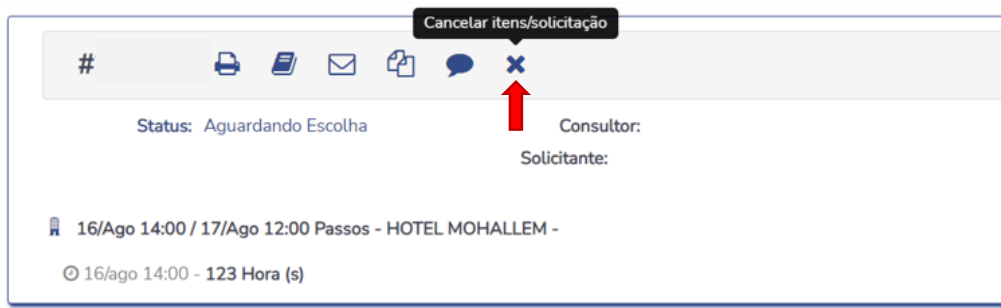 Cancelar itens/solicitação
#
Status: Aguardando Escolha
Consultor:
Solicitante:
16/Ago 14:00 / 17/Ago 12:00 Passos - HOTEL MOHALLEM -
16/ago 14:00 - 123 Hora (s)